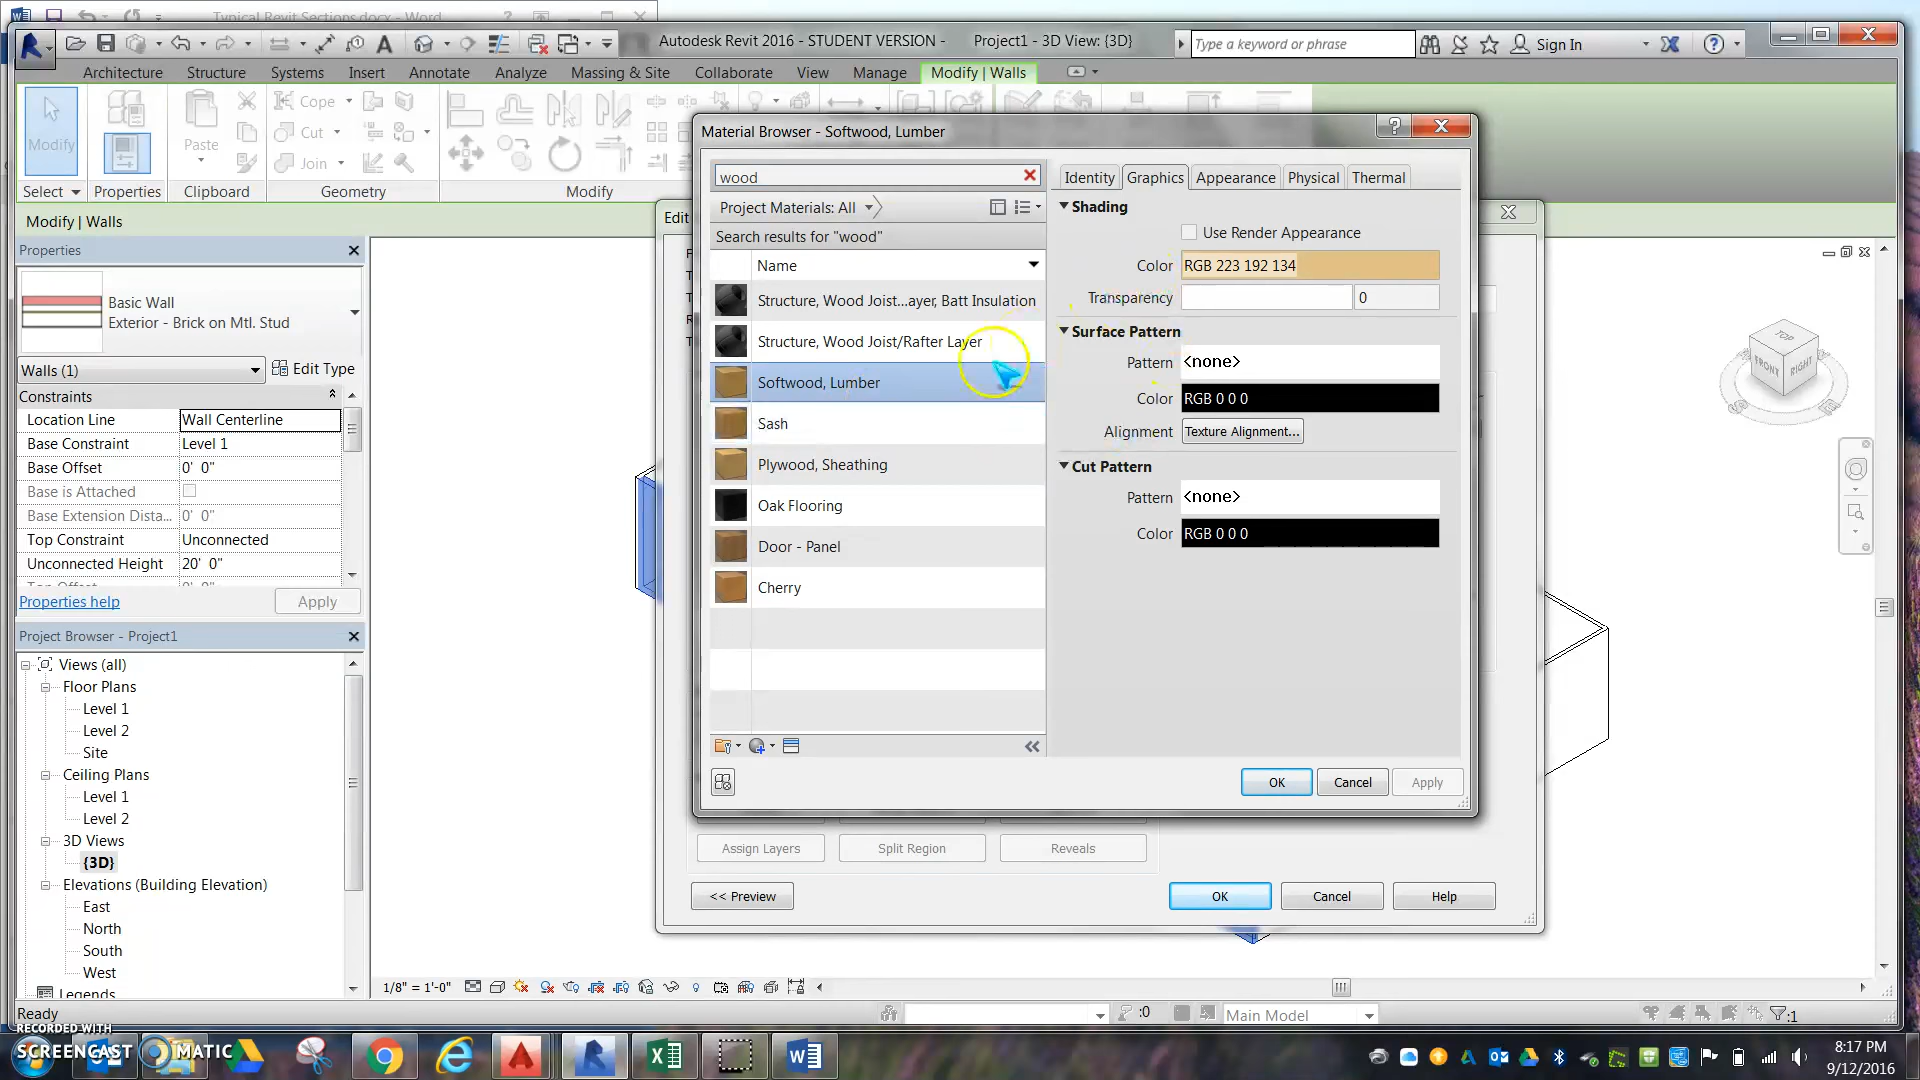 Typical Revit Sections.docx - Word
Autodesk Revit 2016 - STUDENT VERSION - Project1 - 3D View: {3D}
Type a keyword or phrase
Sign In
Architecture Structure Systems Insert Annotate Analyze Massing & Site Collaborate View Manage Modify | Walls
Modify
Paste
Cope
Cut
Join
Select Properties Clipboard Geometry Modify
Modify | Walls
Properties
Basic Wall
Exterior - Brick on Mtl. Stud
Walls (1)
Edit Type
Constraints
Location Line Wall Centerline
Base Constraint Level 1
Base Offset 0' 0"
Base is Attached
Base Extension Dista... 0' 0"
Top Constraint Unconnected
Unconnected Height 20' 0"
Top Offset 0' 0"
Properties help
Apply
Project Browser - Project1
Views (all)
Floor Plans
Level 1
Level 2
Site
Ceiling Plans
Level 1
Level 2
3D Views
{3D}
Elevations (Building Elevation)
East
North
South
West
Legends
Edit
Material Browser - Softwood, Lumber
wood
Project Materials: All
Search results for "wood"
Name
Structure, Wood Joist...ayer, Batt Insulation
Structure, Wood Joist/Rafter Layer
Softwood, Lumber
Sash
Plywood, Sheathing
Oak Flooring
Door - Panel
Cherry
Identity Graphics Appearance Physical Thermal
Shading
Use Render Appearance
Color RGB 223 192 134
Transparency 0
Surface Pattern
Pattern <none>
Color RGB 0 0 0
Alignment Texture Alignment...
Cut Pattern
Pattern <none>
Color RGB 0 0 0
OK Cancel Apply
Assign Layers Split Region Reveals
<< Preview
OK Cancel Help
FRONT RIGHT
1/8" = 1'-0"
Ready
:0
Main Model
:1
RECORDED WITH
SCREENCAST MATIC
8:17 PM
9/12/2016